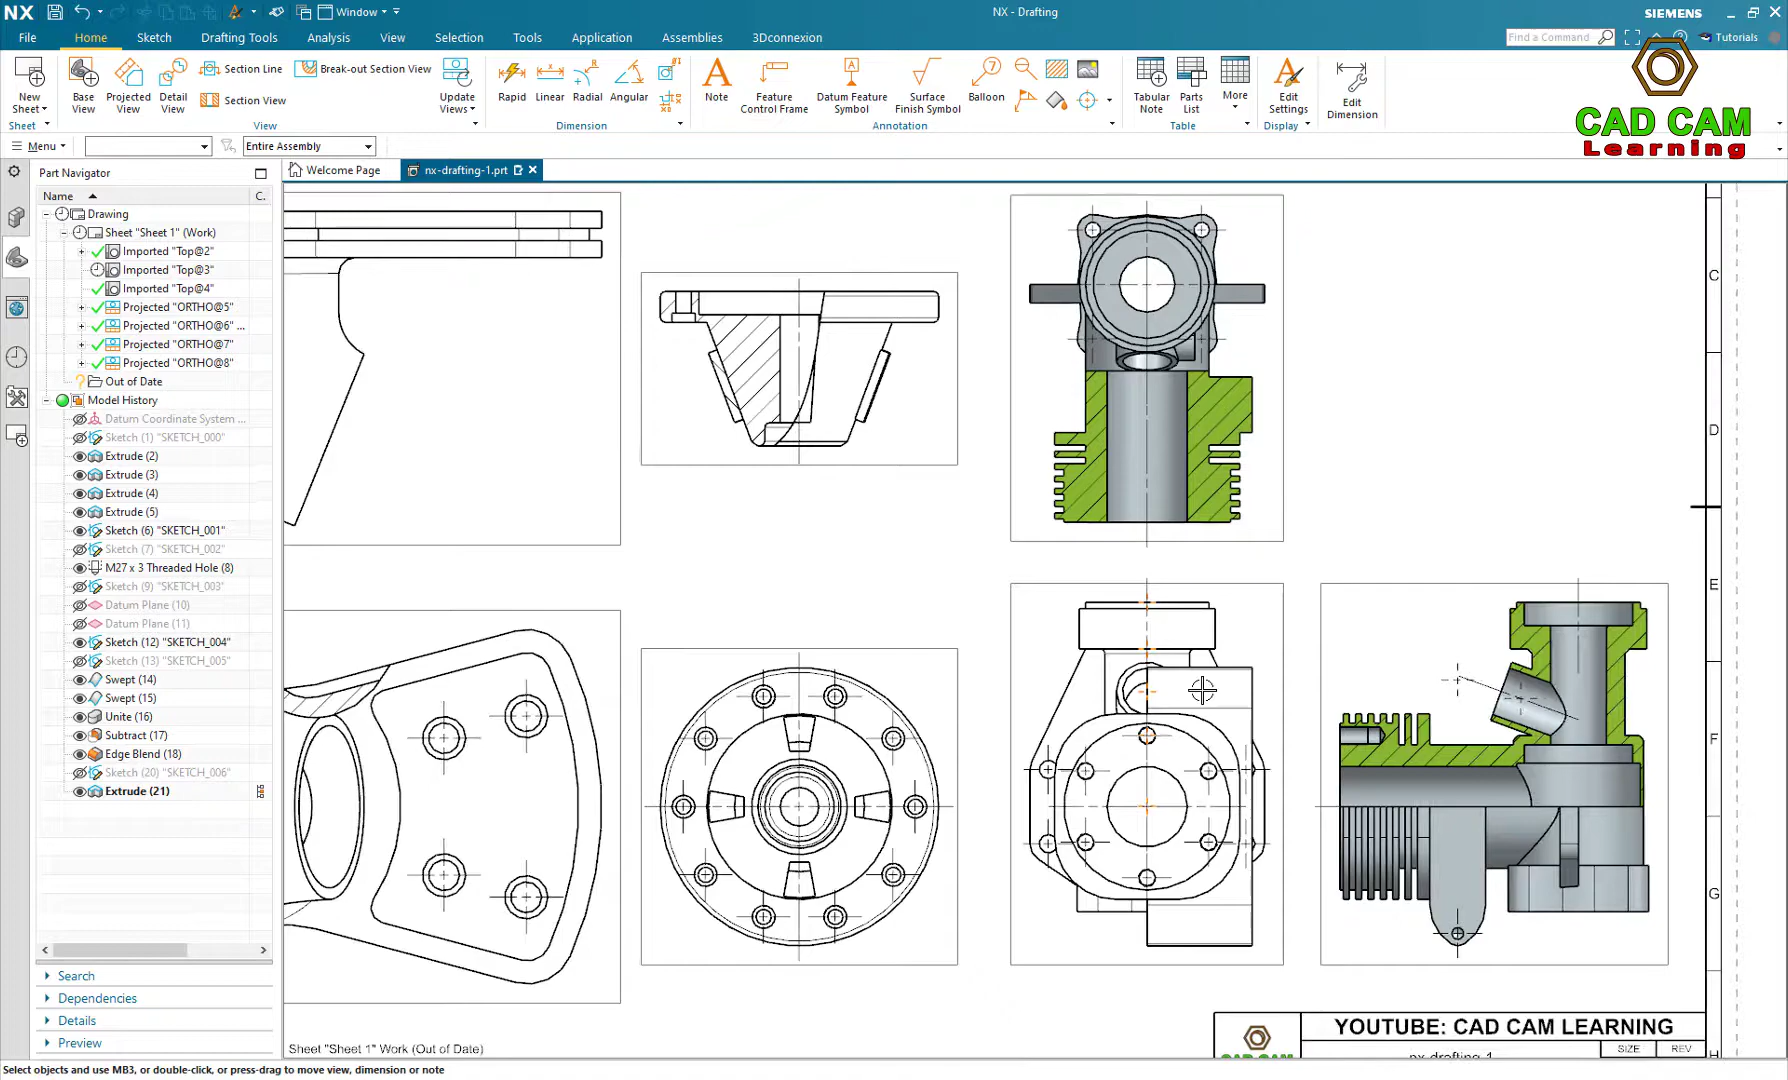 NX
Window
NX - Drafting
SIEMENS
File
Home
Sketch
Drafting Tools
Analysis
View
Selection
Tools
Application
Assemblies
3Dconnexion
Find a Command
Tutorials
New Sheet
Base View
Projected View
Detail View
Section Line
Section View
Break-out Section View
Update Views
Rapid
Linear
Radial
Angular
Note
Feature Control Frame
Datum Feature Symbol
Surface Finish Symbol
Balloon
Tabular Note
Parts List
More
Edit Settings
Edit Dimension
Sheet
View
Dimension
Annotation
Table
Display
CAD CAM
Learning
Menu
Entire Assembly
Part Navigator
Welcome Page
nx-drafting-1.prt
Name
C.
Drawing
Sheet "Sheet 1" (Work)
Imported "Top@2"
Imported "Top@3"
Imported "Top@4"
Projected "ORTHO@5"
Projected "ORTHO@6" ...
Projected "ORTHO@7"
Projected "ORTHO@8"
Out of Date
Model History
Datum Coordinate System ...
Sketch (1) "SKETCH_000"
Extrude (2)
Extrude (3)
Extrude (4)
Extrude (5)
Sketch (6) "SKETCH_001"
Sketch (7) "SKETCH_002"
M27 x 3 Threaded Hole (8)
Sketch (9) "SKETCH_003"
Datum Plane (10)
Datum Plane (11)
Sketch (12) "SKETCH_004"
Sketch (13) "SKETCH_005"
Swept (14)
Swept (15)
Unite (16)
Subtract (17)
Edge Blend (18)
Sketch (20) "SKETCH_006"
Extrude (21)
Search
Dependencies
Details
Preview
C
D
E
F
G
H
Sheet "Sheet 1" Work (Out of Date)
YOUTUBE: CAD CAM LEARNING
nx-drafting-1
SIZE
REV
Select objects and use MB3, or double-click, or press-drag to move view, dimension or note